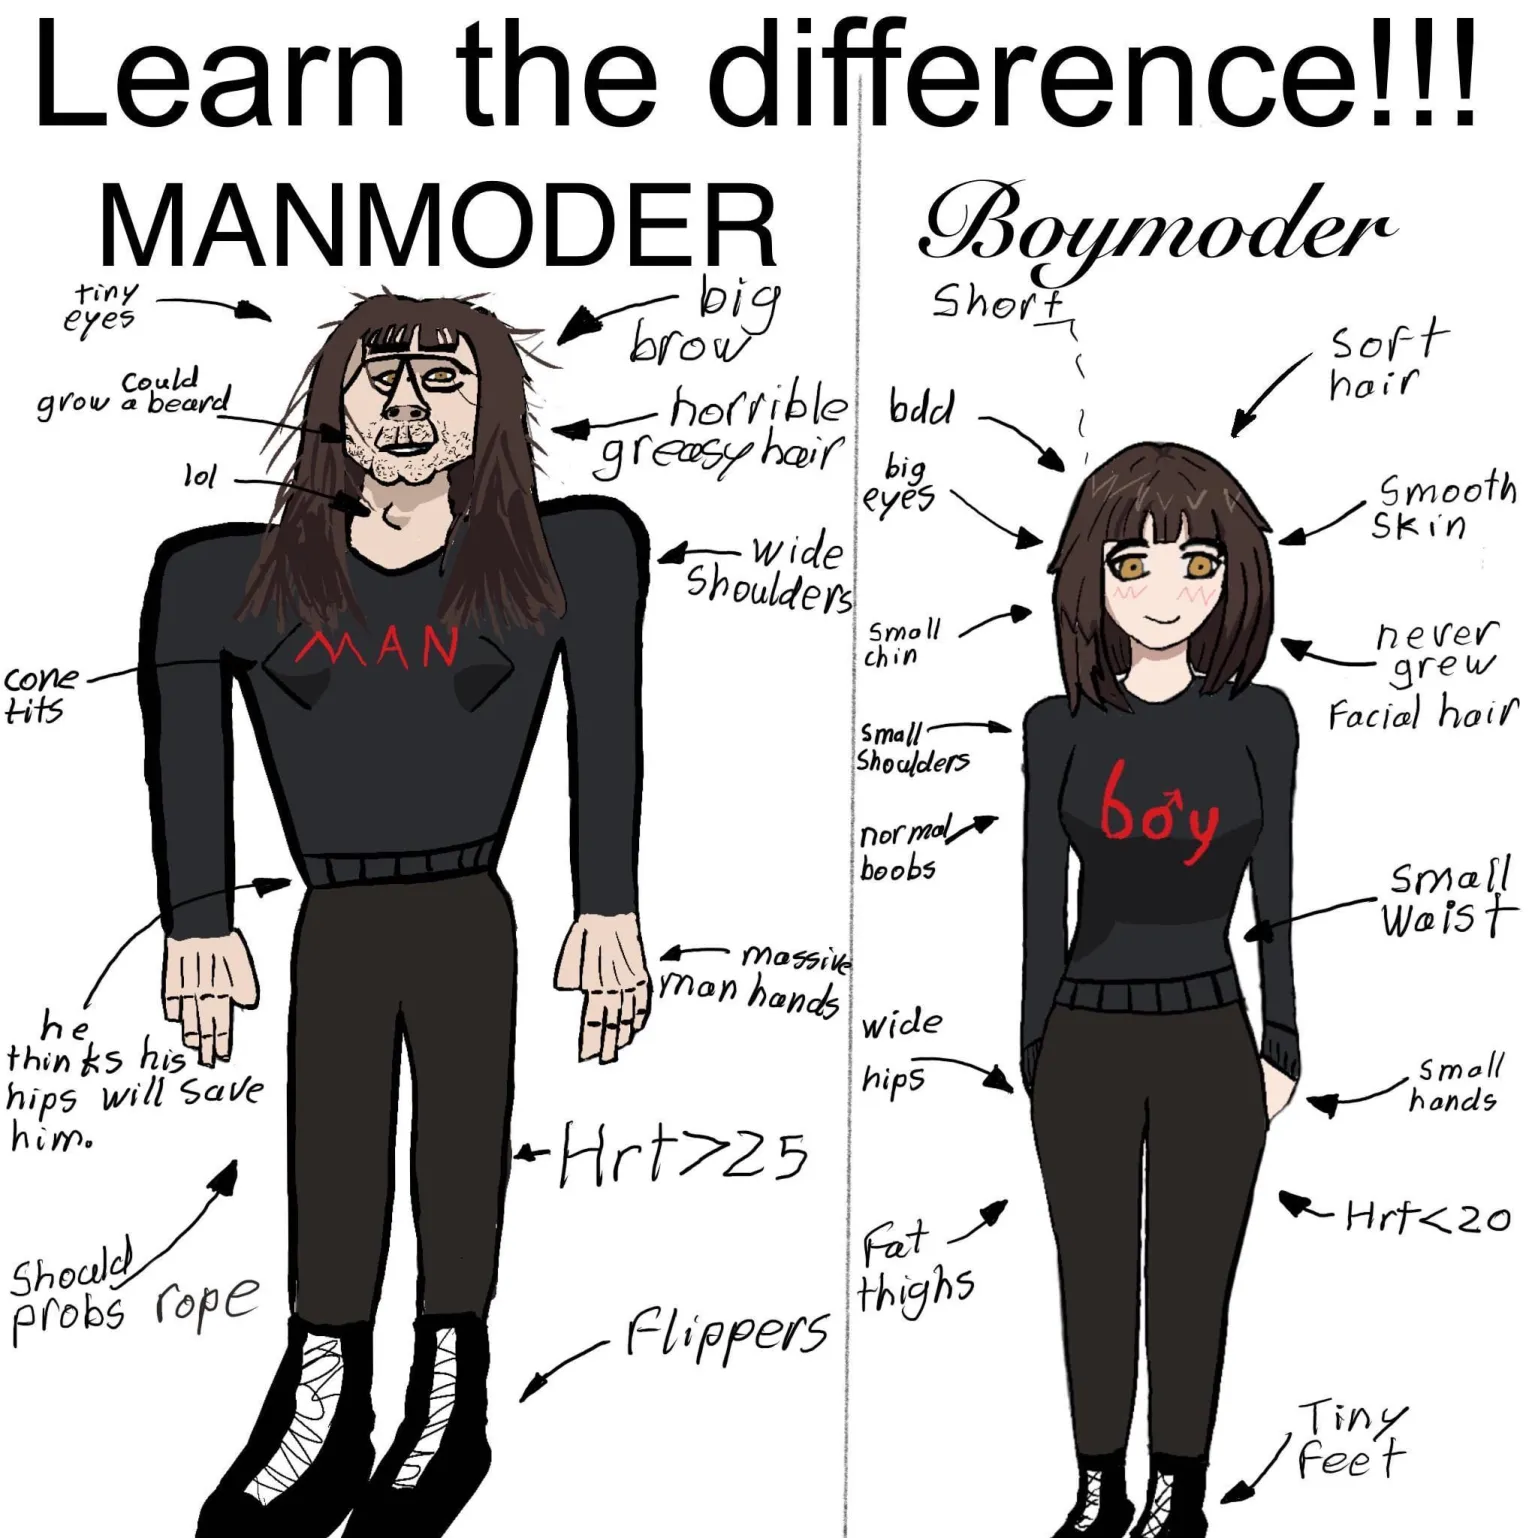 Learn the difference!!!
MANMODER
tiny
eyes
big
brow
could
grow a beard
horrible
greasy hair
lol
wide
shoulders
MAN
cone
tits
he
thinks his
hips will save
him.
massive
man hands
Hrt>25
Should
probs rope
Flippers
Boymoder
Short
sort
hair
bdd
big
eyes
Smooth
skin
small
chin
never
grew
Facial hair
small
shoulders
boy
normal
boobs
Small
Waist
wide
hips
small
hands
Hrt<20
Fat
thighs
Tiny
Feet